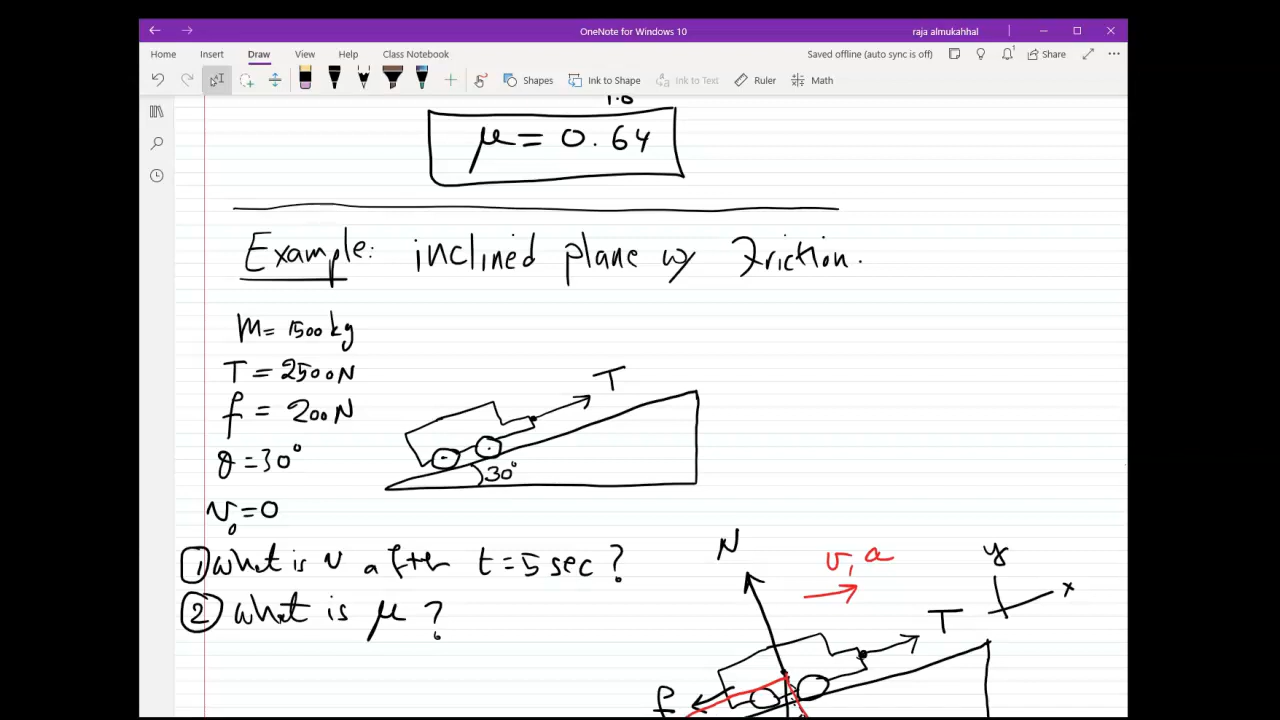 OneNote for Windows 10
raja almukahhal
Home Insert Draw View Help Class Notebook
Saved offline (auto sync is off)
Share
Shapes Ink to Shape Ink to Text Ruler Math
μ = 0.64
Example: inclined plane w/ Friction.
m = 1500 kg
T = 2500 N
f = 200 N
θ = 30°
v₀ = 0
T
30°
① What is v after t = 5 sec ?
② What is μ ?
N
v, a
y
x
T
f